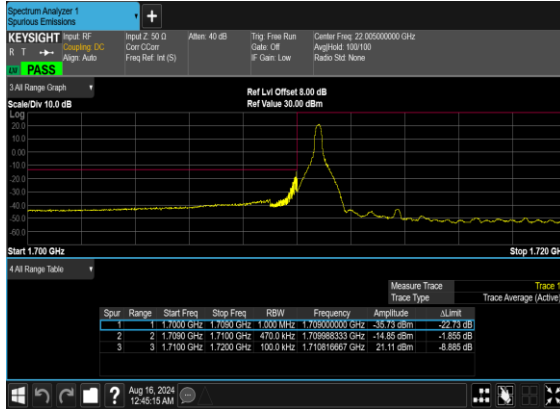 Spectrum Analyzer 1
Spurious Emissions
KEYSIGHT Input: RF Input Z: 50 Ω Atten: 40 dB Trig: Free Run Center Freq: 22.005000000 GHz
R T Coupling: DC Corr CCorr Gate: Off Avg|Hold: 100/100
Align: Auto Freq Ref: Int (S) IF Gain: Low Radio Std: None
PASS
3 All Range Graph
Ref Lvl Offset 8.00 dB
Scale/Div 10.0 dB Ref Value 30.00 dBm
Log
20.0
10.0
0.00
-10.0
-20.0
-30.0
-40.0
-50.0
-60.0
Start 1.700 GHz Stop 1.720 GH
4 All Range Table
Measure Trace Trace 1
Trace Type Trace Average (Active)
Spur Range Start Freq Stop Freq RBW Frequency Amplitude ΔLimit
1 1 1.7000 GHz 1.7090 GHz 1.000 MHz 1.709000000 GHz -35.73 dBm -22.73 dB
2 2 1.7090 GHz 1.7100 GHz 470.0 kHz 1.709988333 GHz -14.85 dBm -1.855 dB
3 3 1.7100 GHz 1.7200 GHz 100.0 kHz 1.710816667 GHz 21.11 dBm -8.885 dB
Aug 16, 2024
12:45:15 AM